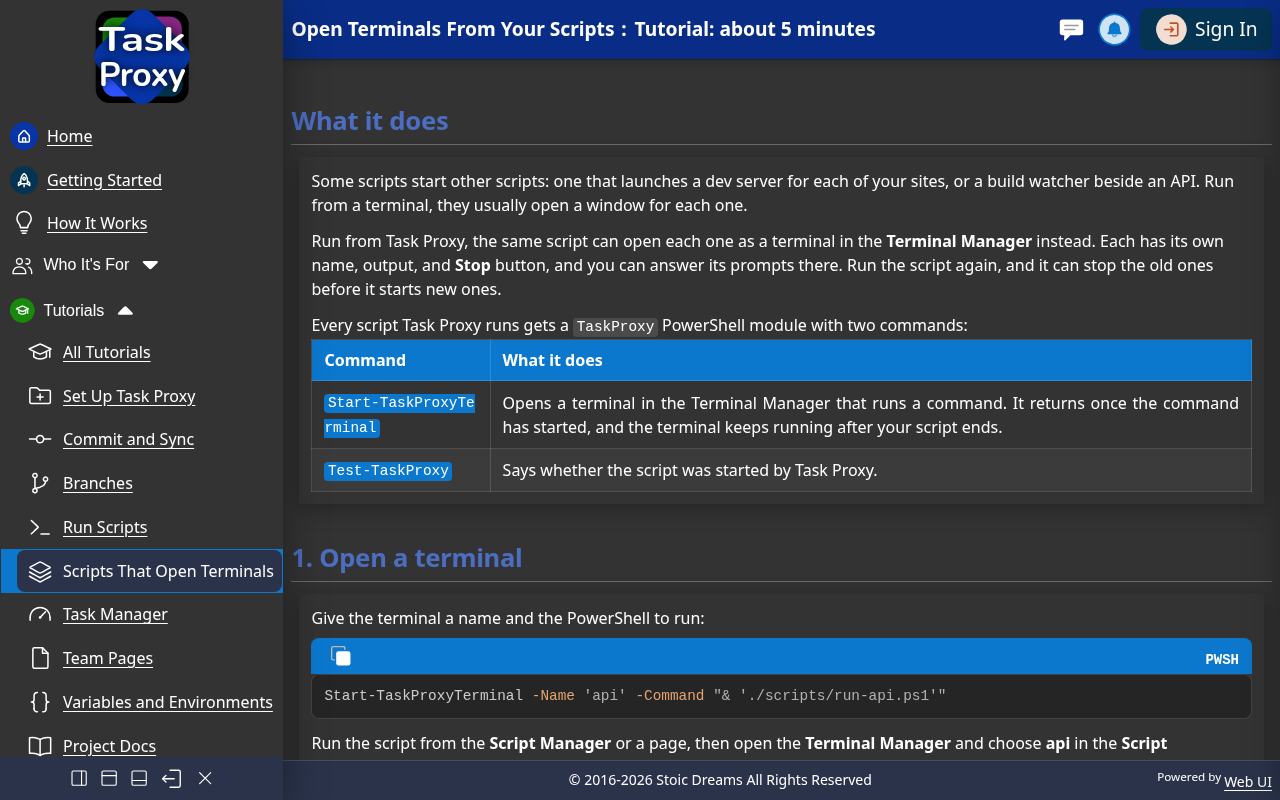 Task
Proxy
Home
Getting Started
How It Works
Who It's For
Tutorials
All Tutorials
Set Up Task Proxy
Commit and Sync
Branches
Run Scripts
Scripts That Open Terminals
Task Manager
Team Pages
Variables and Environments
Project Docs
Open Terminals From Your Scripts : Tutorial: about 5 minutes
Sign In
What it does
Some scripts start other scripts: one that launches a dev server for each of your sites, or a build watcher beside an API. Run
from a terminal, they usually open a window for each one.
Run from Task Proxy, the same script can open each one as a terminal in the Terminal Manager instead. Each has its own
name, output, and Stop button, and you can answer its prompts there. Run the script again, and it can stop the old ones
before it starts new ones.
Every script Task Proxy runs gets a TaskProxy PowerShell module with two commands:
Command What it does
Start-TaskProxyTe
rminal
Opens a terminal in the Terminal Manager that runs a command. It returns once the command
has started, and the terminal keeps running after your script ends.
Test-TaskProxy Says whether the script was started by Task Proxy.
1. Open a terminal
Give the terminal a name and the PowerShell to run:
PWSH
Start-TaskProxyTerminal -Name 'api' -Command "& './scripts/run-api.ps1'"
Run the script from the Script Manager or a page, then open the Terminal Manager and choose api in the Script
© 2016-2026 Stoic Dreams All Rights Reserved
Powered by Web UI